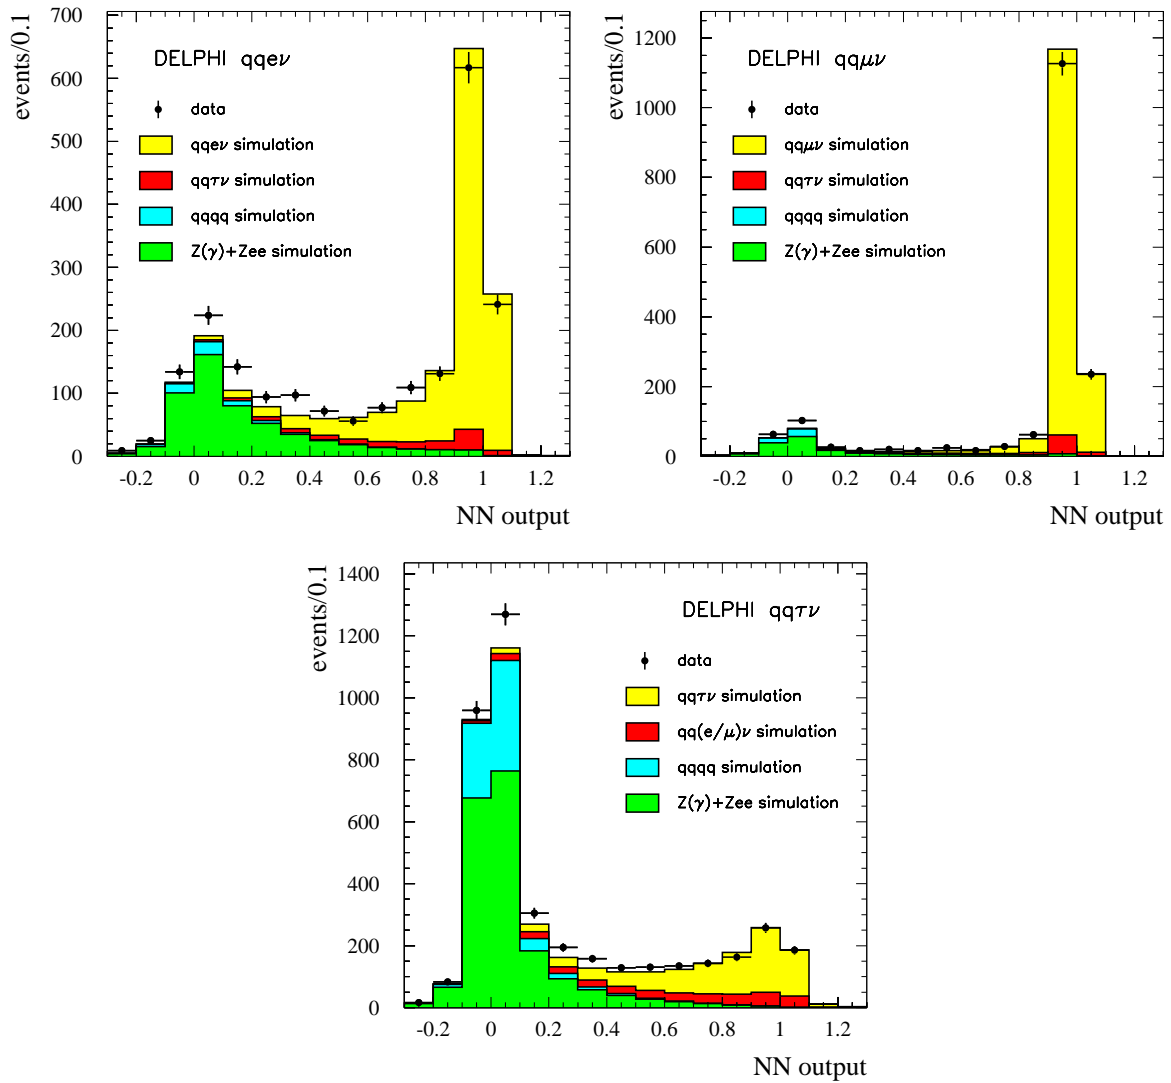 events/0.1
700
600
500
400
300
200
100
0
DELPHI qqeν
data
qqeν simulation
qqτν simulation
qqqq simulation
Z(γ)+Zee simulation
-0.2 0 0.2 0.4 0.6 0.8 1 1.2
NN output
events/0.1
1200
1000
800
600
400
200
0
DELPHI qqμν
data
qqμν simulation
qqτν simulation
qqqq simulation
Z(γ)+Zee simulation
-0.2 0 0.2 0.4 0.6 0.8 1 1.2
NN output
events/0.1
1400
1200
1000
800
600
400
200
0
DELPHI qqτν
data
qqτν simulation
qq(e/μ)ν simulation
qqqq simulation
Z(γ)+Zee simulation
-0.2 0 0.2 0.4 0.6 0.8 1 1.2
NN output